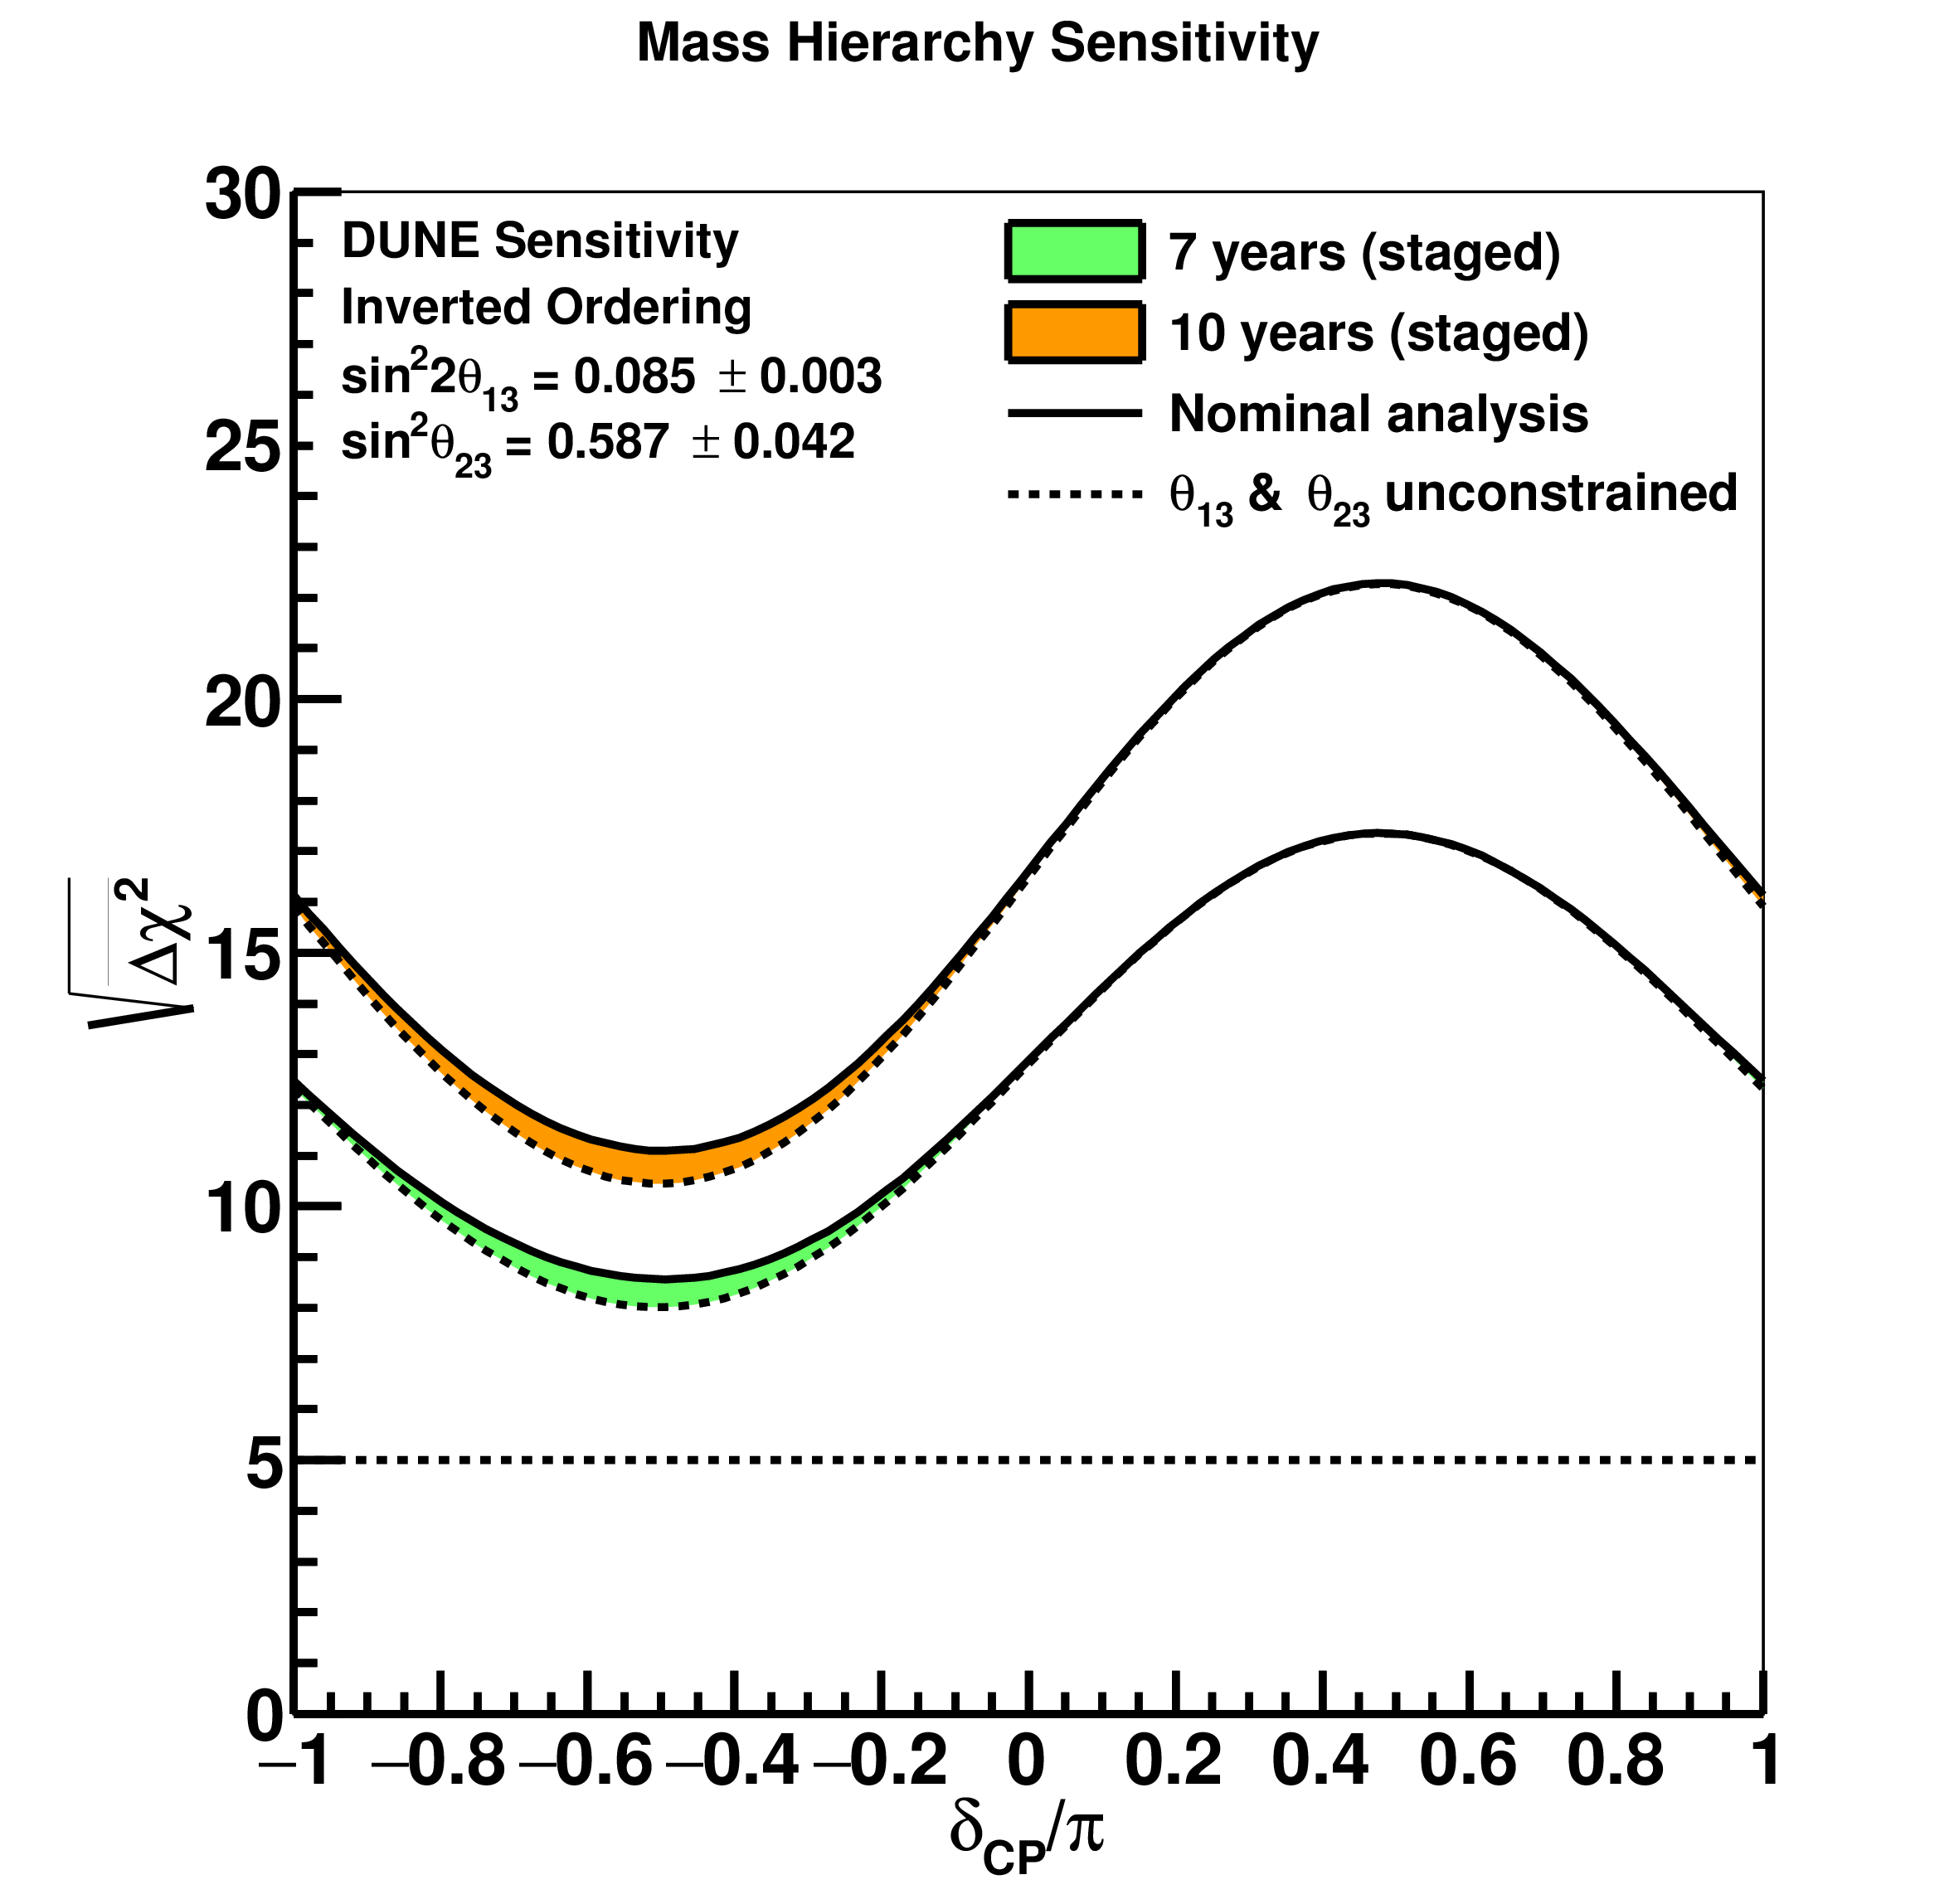 Mass Hierarchy Sensitivity
DUNE Sensitivity
Inverted Ordering
sin²2θ₁₃ = 0.085 ± 0.003
sin²θ₂₃ = 0.587 ± 0.042
7 years (staged)
10 years (staged)
Nominal analysis
θ₁₃ & θ₂₃ unconstrained
√Δχ²
30
25
20
15
10
5
0
−1 −0.8 −0.6 −0.4 −0.2 0 0.2 0.4 0.6 0.8 1
δCP/π